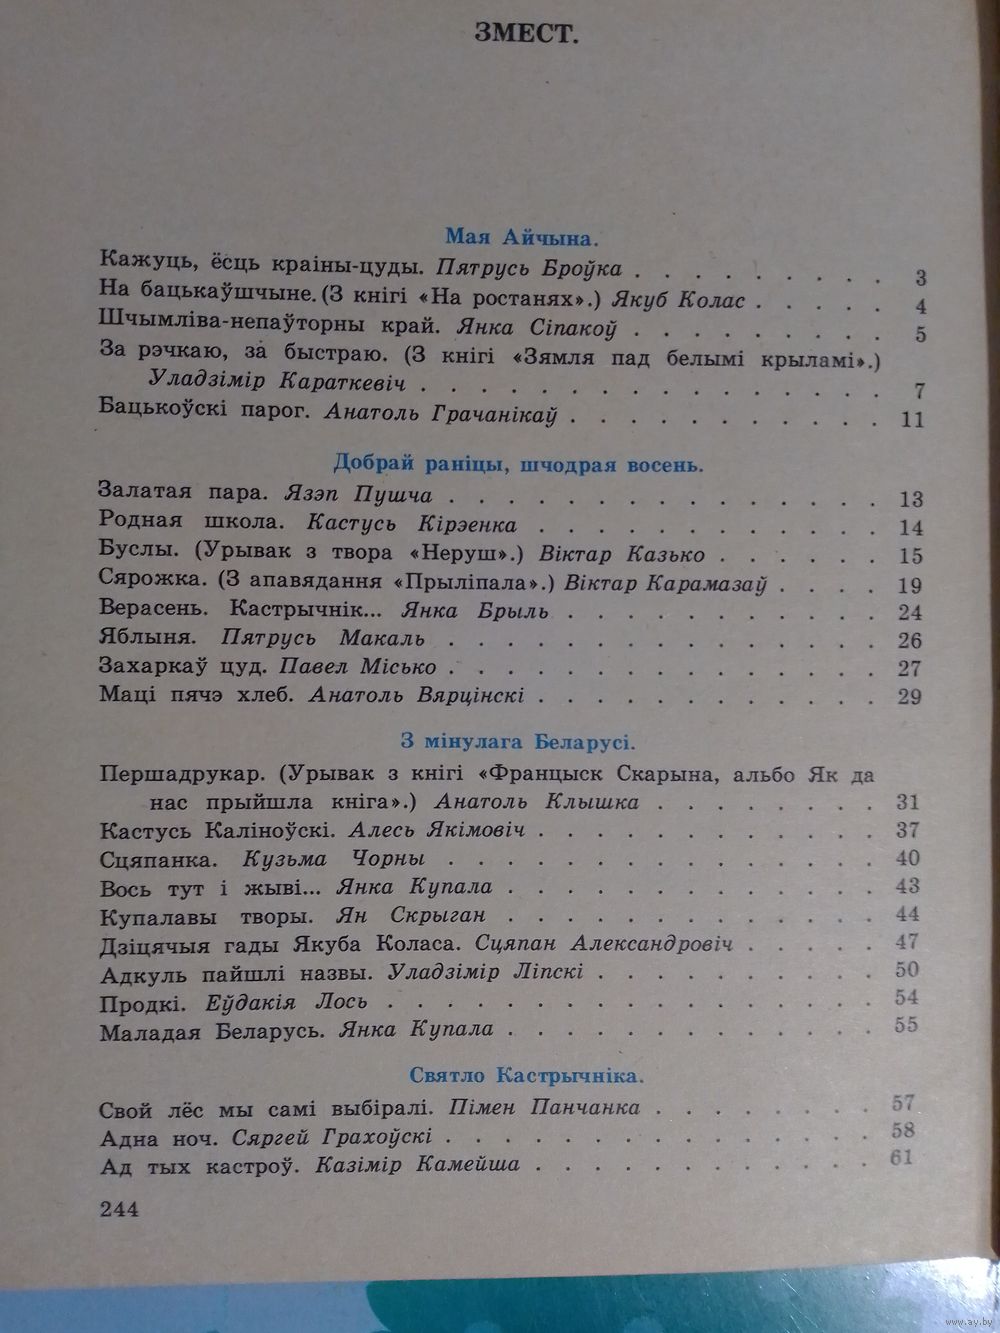 ЗМЕСТ.
Мая Айчына.
Кажуць, ёсць краіны-цуды. Пятрусь Броўка . . . . . . . . . 3
На бацькаўшчыне. (З кнігі «На ростанях».) Якуб Колас . . . . . 4
Шчымліва-непаўторны край. Янка Сіпакоў . . . . . . . . . 5
За рэчкаю, за быстраю. (З кнігі «Зямля пад белымі крыламі».)
Уладзімір Караткевіч . . . . . . . . . . . . . . . . 7
Бацькоўскі парог. Анатоль Грачанікаў . . . . . . . . . . . 11
Добрай раніцы, шчодрая восень.
Залатая пара. Язэп Пушча . . . . . . . . . . . . . . . 13
Родная школа. Кастусь Кірэенка . . . . . . . . . . . . 14
Буслы. (Урывак з твора «Неруш».) Віктар Казько . . . . . . 15
Сярожка. (З апавядання «Прыліпала».) Віктар Карамазаў . . . . 19
Верасень. Кастрычнік... Янка Брыль . . . . . . . . . . . 24
Яблыня. Пятрусь Макаль . . . . . . . . . . . . . . . 26
Захаркаў цуд. Павел Місько . . . . . . . . . . . . . . . 27
Маці пячэ хлеб. Анатоль Вярцінскі . . . . . . . . . . . . 29
З мінулага Беларусі.
Першадрукар. (Урывак з кнігі «Францыск Скарына, альбо Як да
нас прыйшла кніга».) Анатоль Клышка . . . . . . . . 31
Кастусь Каліноўскі. Алесь Якімовіч . . . . . . . . . . . . 37
Сцяпанка. Кузьма Чорны . . . . . . . . . . . . . . . 40
Вось тут і жыві... Янка Купала . . . . . . . . . . . . . 43
Купалавы творы. Ян Скрыган . . . . . . . . . . . . . 44
Дзіцячыя гады Якуба Коласа. Сцяпан Александровіч . . . . . 47
Адкуль пайшлі назвы. Уладзімір Ліпскі . . . . . . . . . . 50
Продкі. Еўдакія Лось . . . . . . . . . . . . . . . . . 54
Маладая Беларусь. Янка Купала . . . . . . . . . . . . . 55
Святло Кастрычніка.
Свой лёс мы самі выбіралі. Пімен Панчанка . . . . . . . . 57
Адна ноч. Сяргей Грахоўскі . . . . . . . . . . . . . . . 58
Ад тых кастроў. Казімір Камейша . . . . . . . . . . . . 61
244
www.ay.by